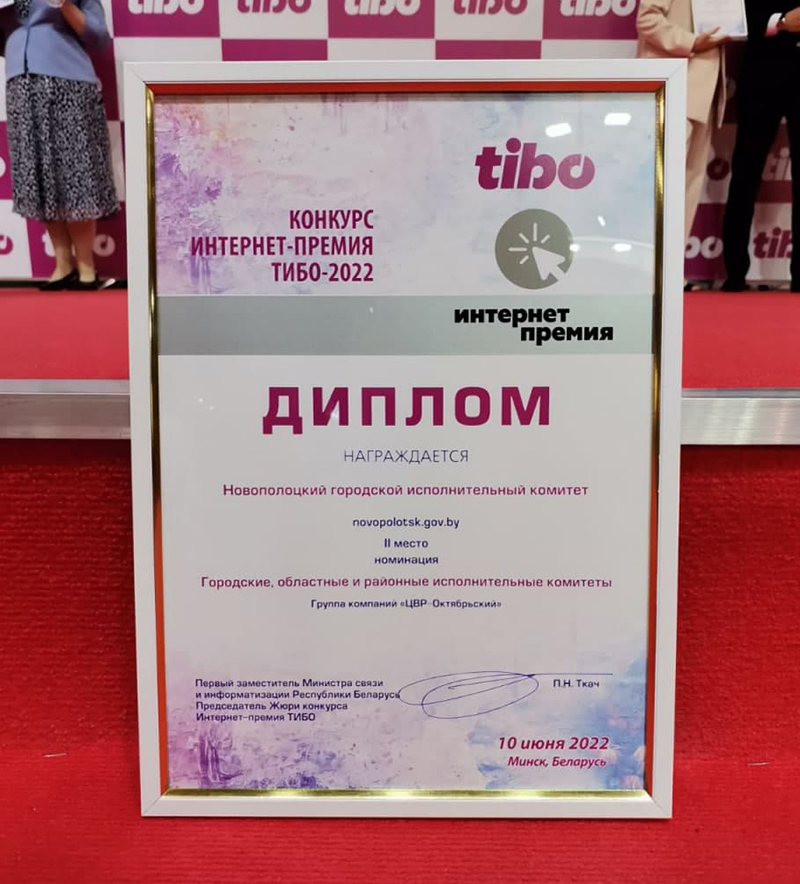 tibo
КОНКУРС
ИНТЕРНЕТ-ПРЕМИЯ
ТИБО-2022
интернет
премия
ДИПЛОМ
НАГРАЖДАЕТСЯ
Новополоцкий городской исполнительный комитет
novopolotsk.gov.by
II место
номинация
Городские, областные и районные исполнительные комитеты
Группа компаний «ЦВР Октябрьский»
Первый заместитель Министра связи
и информатизации Республики Беларусь
Председатель Жюри конкурса
Интернет-премия ТИБО
П.Н. Ткач
10 июня 2022
Минск, Беларусь